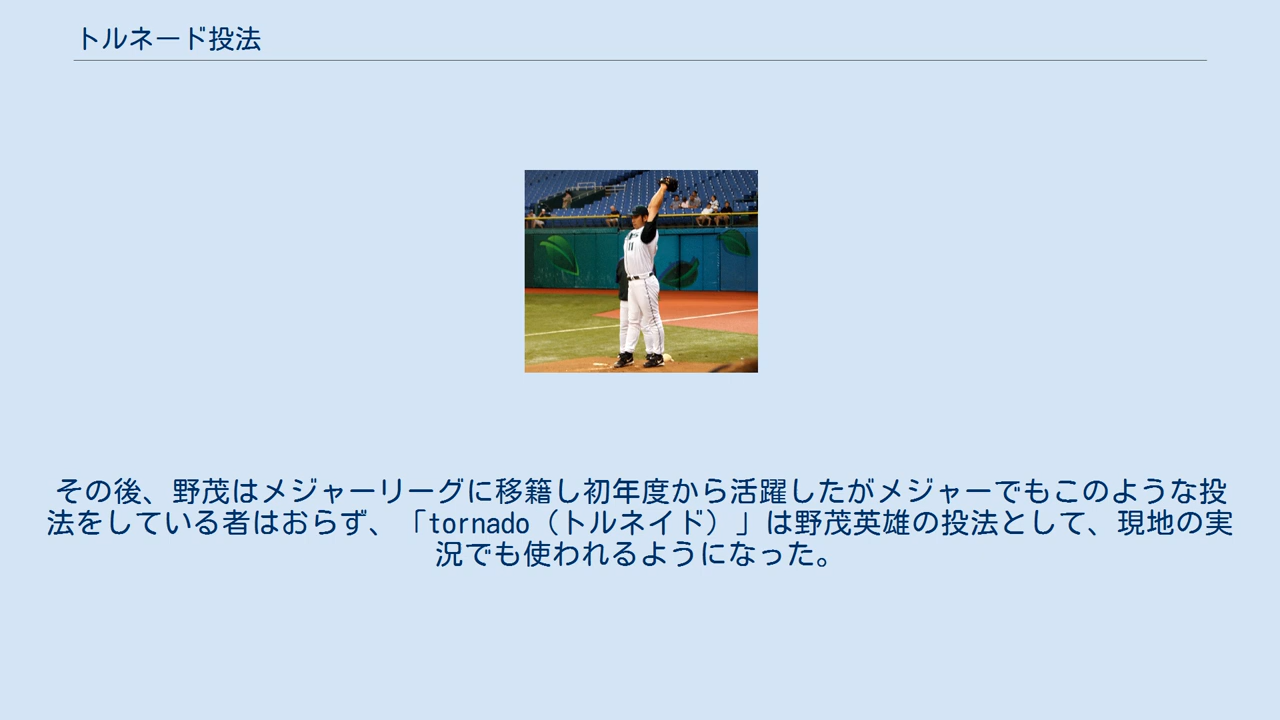 トルネード投法
11
その後、野茂はメジャーリーグに移籍し初年度から活躍したがメジャーでもこのような投
法をしている者はおらず、「tornado（トルネイド）」は野茂英雄の投法として、現地の実
況でも使われるようになった。